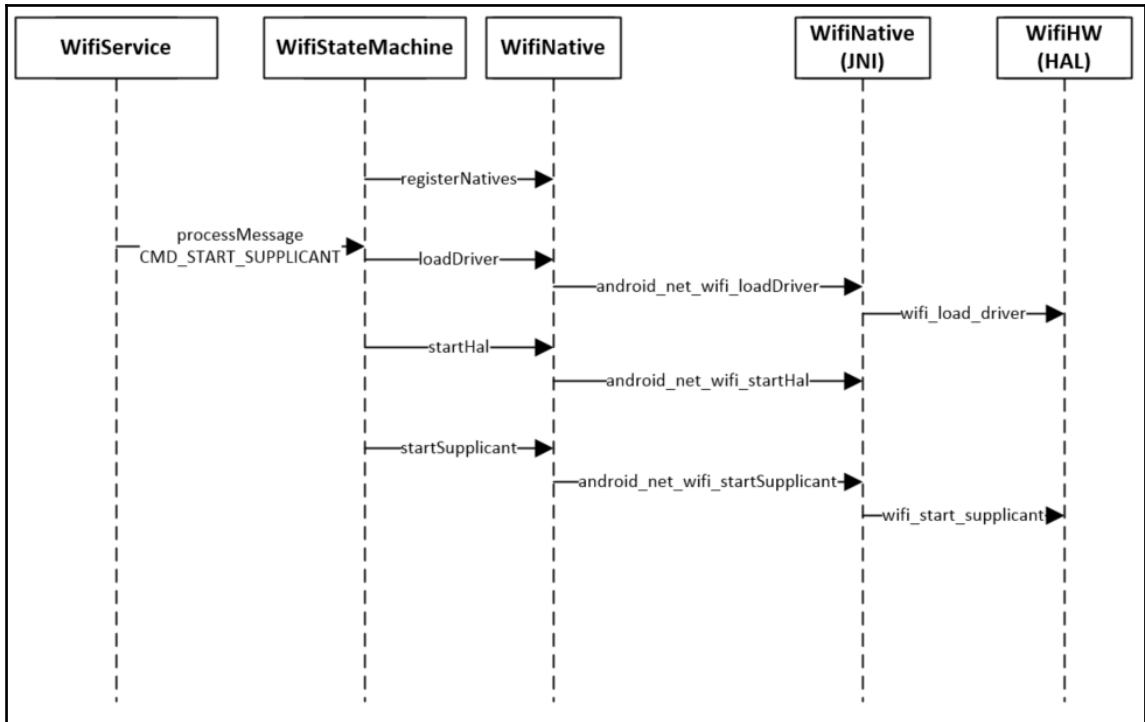 WifiService
WifiStateMachine
WifiNative
WifiNative
(JNI)
WifiHW
(HAL)
registerNatives
processMessage
CMD_START_SUPPLICANT
loadDriver
android_net_wifi_loadDriver
wifi_load_driver
startHal
android_net_wifi_startHal
startSupplicant
android_net_wifi_startSupplicant
wifi_start_supplicant